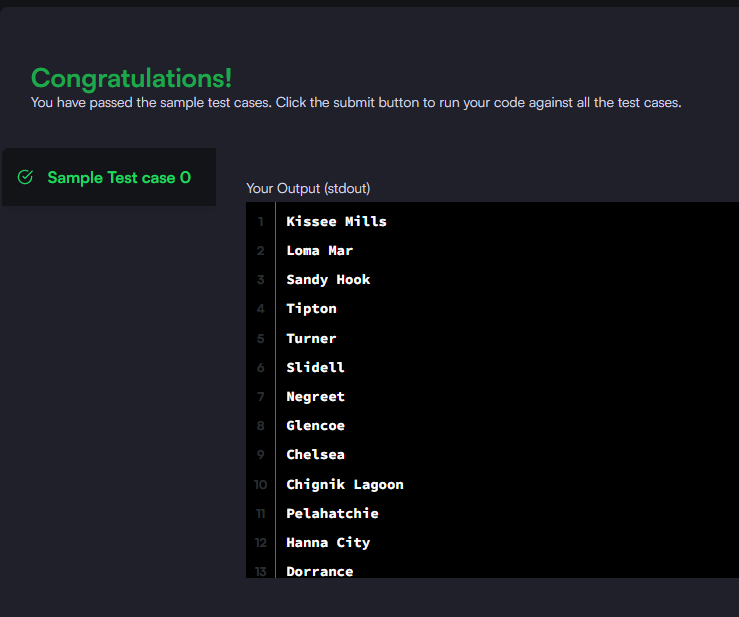 Congratulations!
You have passed the sample test cases. Click the submit button to run your code against all the test cases.
Sample Test case 0
Your Output (stdout)
1 Kissee Mills
2 Loma Mar
3 Sandy Hook
4 Tipton
5 Turner
6 Slidell
7 Negreet
8 Glencoe
9 Chelsea
10 Chignik Lagoon
11 Pelahatchie
12 Hanna City
13 Dorrance